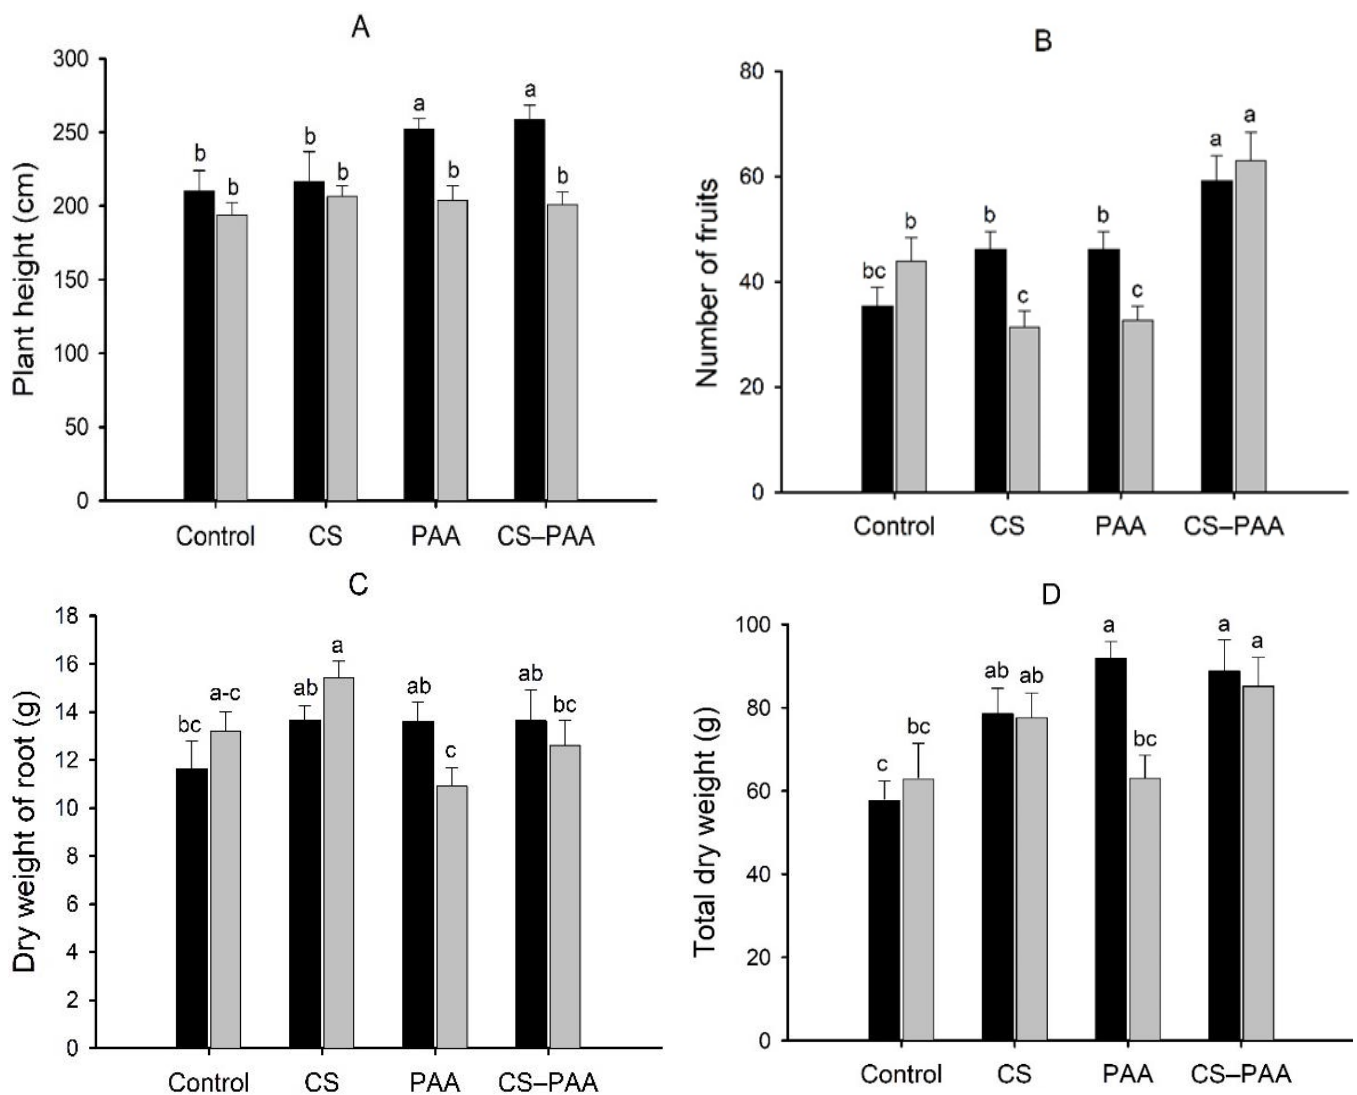 A
Plant height (cm)
300
250
200
150
100
50
0
b
b
b
b
a
b
a
b
Control CS PAA CS–PAA
B
Number of fruits
80
60
40
20
0
bc
b
b
c
b
c
a
a
Control CS PAA CS–PAA
C
Dry weight of root (g)
18
16
14
12
10
8
6
4
2
0
bc
a-c
ab
a
ab
c
ab
bc
Control CS PAA CS–PAA
D
Total dry weight (g)
100
80
60
40
20
0
c
bc
ab
ab
a
bc
a
a
Control CS PAA CS–PAA